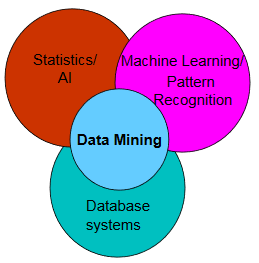 Statistics/
AI
Machine Learning/
Pattern
Recognition
Data Mining
Database
systems